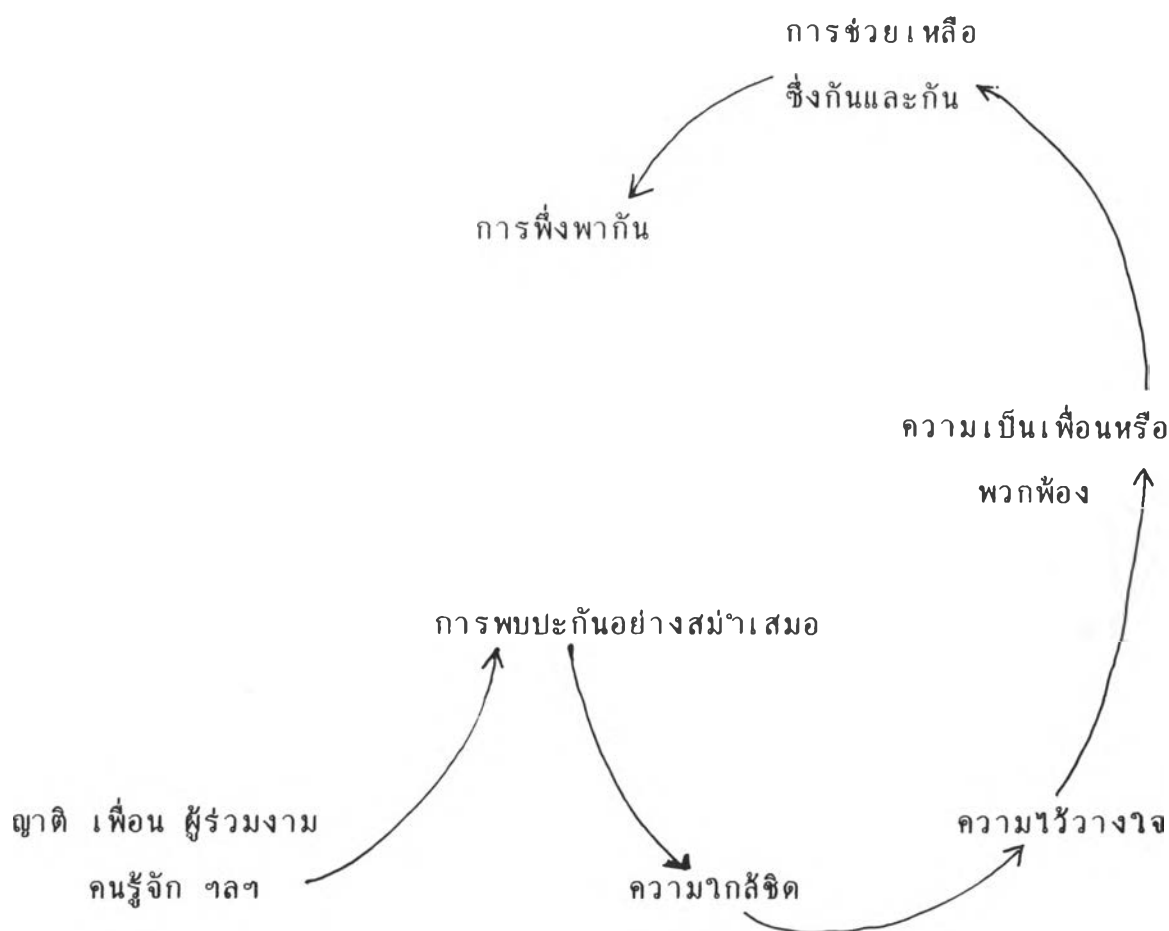 การช่วยเหลือ
ซึ่งกันและกัน
การพึ่งพากัน
ความเป็นเพื่อนหรือ
พวกพ้อง
การพบปะกันอย่างสม่ำเสมอ
ญาติ เพื่อน ผู้ร่วมงาม
ความไว้วางใจ
คนรู้จัก ฯลฯ
ความใกล้ชิด